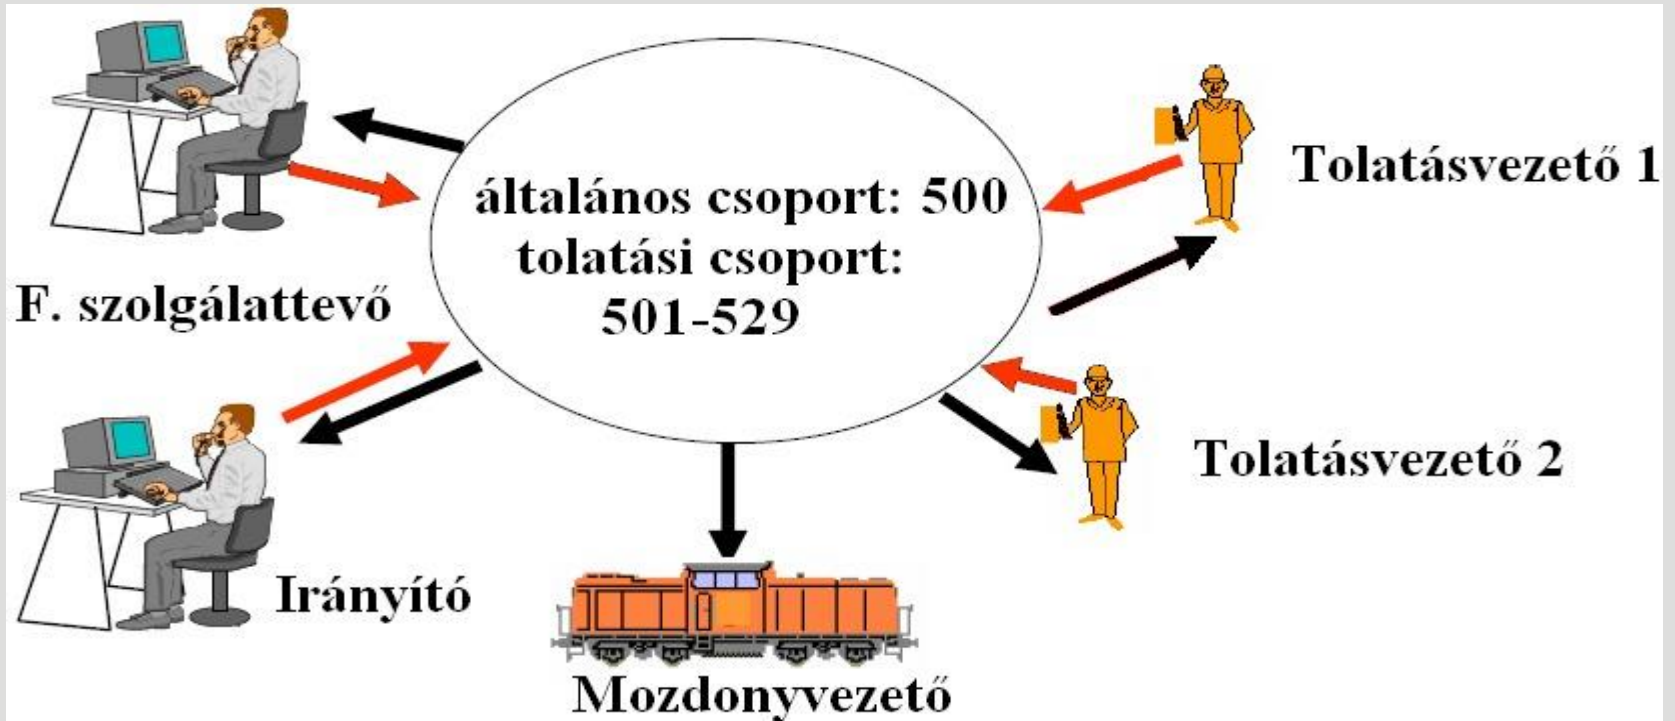 általános csoport: 500
tolatási csoport:
501-529
Tolatásvezető 1
F. szolgálattevő
Tolatásvezető 2
Irányító
Mozdonyvezető